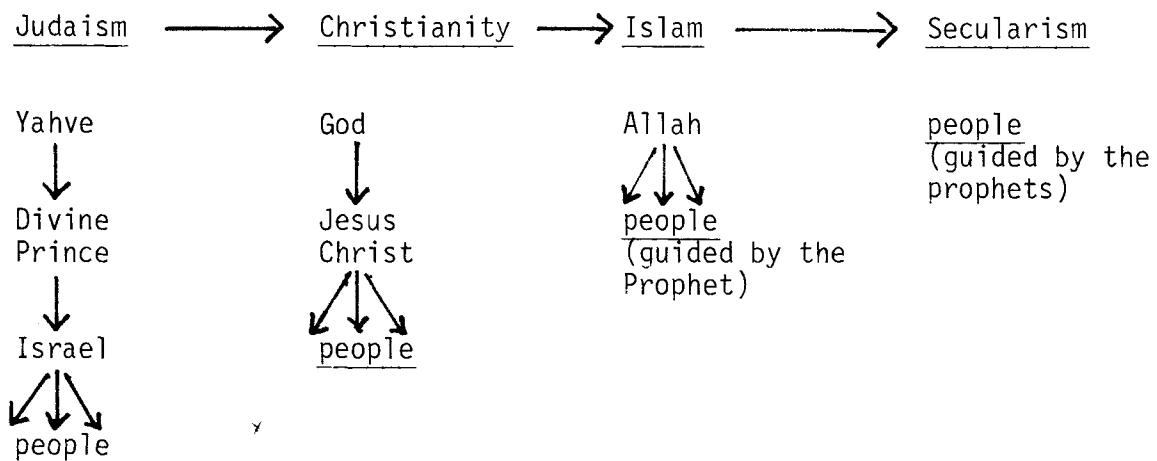 Judaism
Christianity
Islam
Secularism
Yahve
Divine
Prince
Israel
people
God
Jesus
Christ
people
Allah
people
(guided by the
Prophet)
people
(guided by the
prophets)